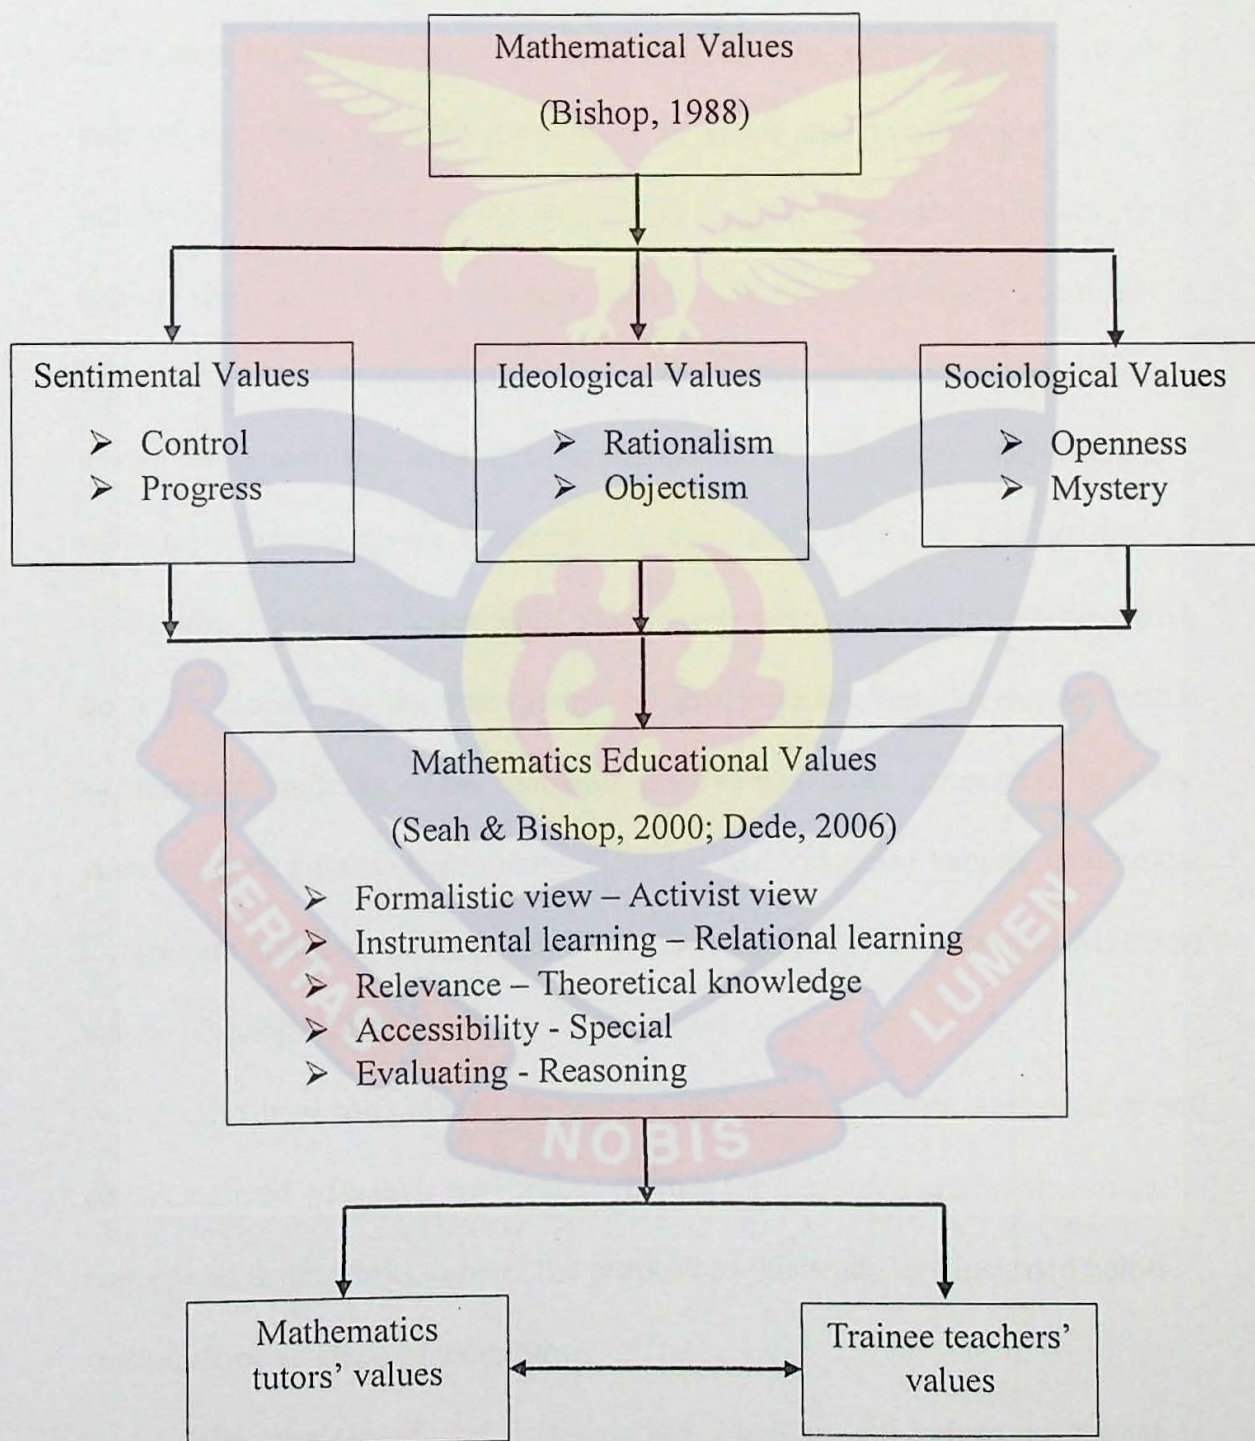 Mathematical Values
(Bishop, 1988)
Sentimental Values
➢ Control
➢ Progress
Ideological Values
➢ Rationalism
➢ Objectism
Sociological Values
➢ Openness
➢ Mystery
Mathematics Educational Values
(Seah & Bishop, 2000; Dede, 2006)
➢ Formalistic view – Activist view
➢ Instrumental learning – Relational learning
➢ Relevance – Theoretical knowledge
➢ Accessibility - Special
➢ Evaluating - Reasoning
VERITAS
NOBIS
LUMEN
Mathematics
tutors’ values
Trainee teachers’
values